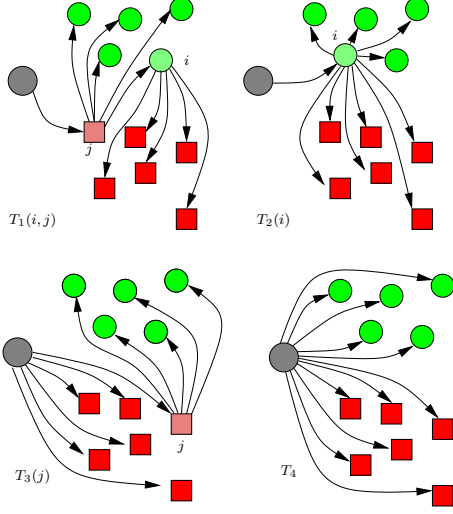 i
i
j
T₁(i, j)
T₂(i)
j
T₃(j)
T₄